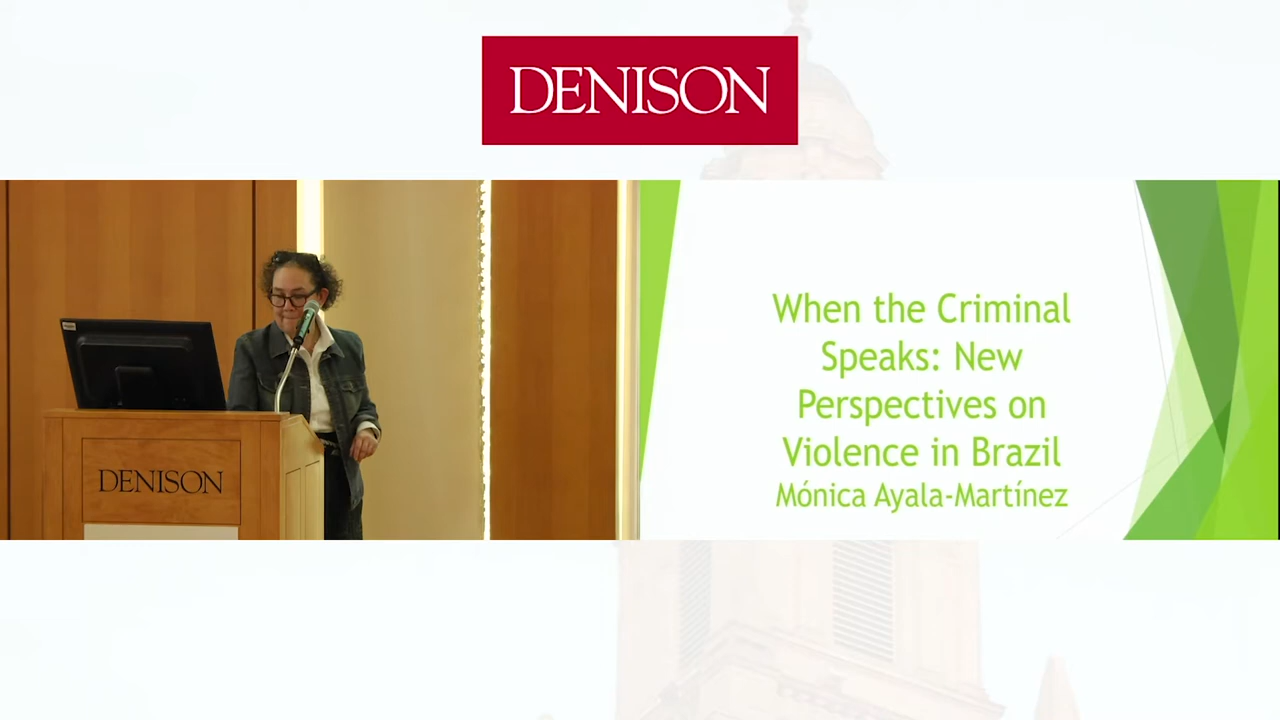 DENISON
DENISON
When the Criminal
Speaks: New
Perspectives on
Violence in Brazil
Mónica Ayala-Martínez